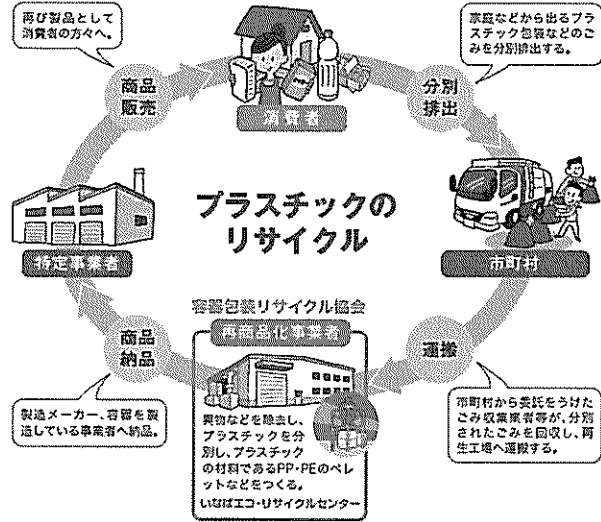 再び製品として
消費者の方々へ。
家庭などから出るプラ
スチック包装などのご
みを分別排出する。
商品
販売
消費者
分別
排出
プラスチックの
リサイクル
特定事業者
市町村
容器包装リサイクル協会
再商品化事業者
商品
納品
運搬
製造メーカー、容器を製
造している事業者へ納品。
異物などを除去し、
プラスチックを分
別し、プラスチック
の材料であるPP・PEのペレ
ットなどをつくる。
いなばエコ・リサイクルセンター
市町村から委託をうけた
ごみ収集業者等が、分別
されたごみを回収し、再
生工場へ運搬する。